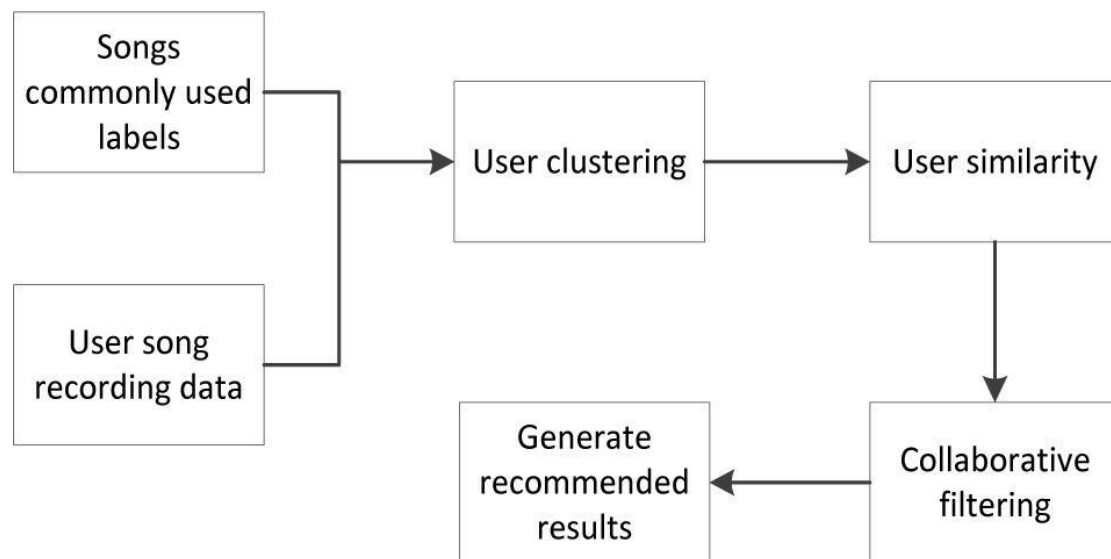 Songs
commonly used
labels
User clustering
User similarity
User song
recording data
Generate
recommended
results
Collaborative
filtering